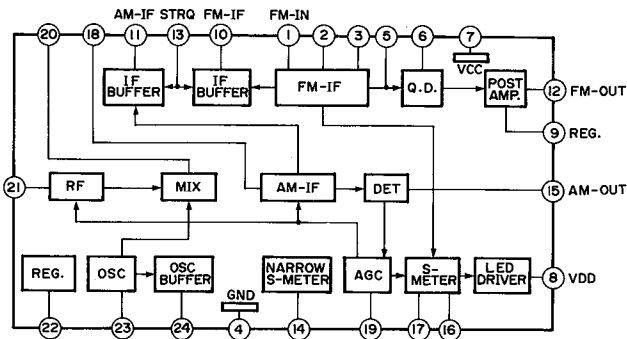 AM-IF STRQ FM-IF FM-IN
20 18 11 13 10 1 2 3 5 6 7
VCC
IF BUFFER
IF BUFFER
FM-IF
Q.D.
POST AMP.
12 FM-OUT
9 REG.
21
RF
MIX
AM-IF
DET
15 AM-OUT
REG.
OSC
OSC BUFFER
GND
NARROW S-METER
AGC
S-METER
LED DRIVER
8 VDD
22 23 24 4 14 19 17 16